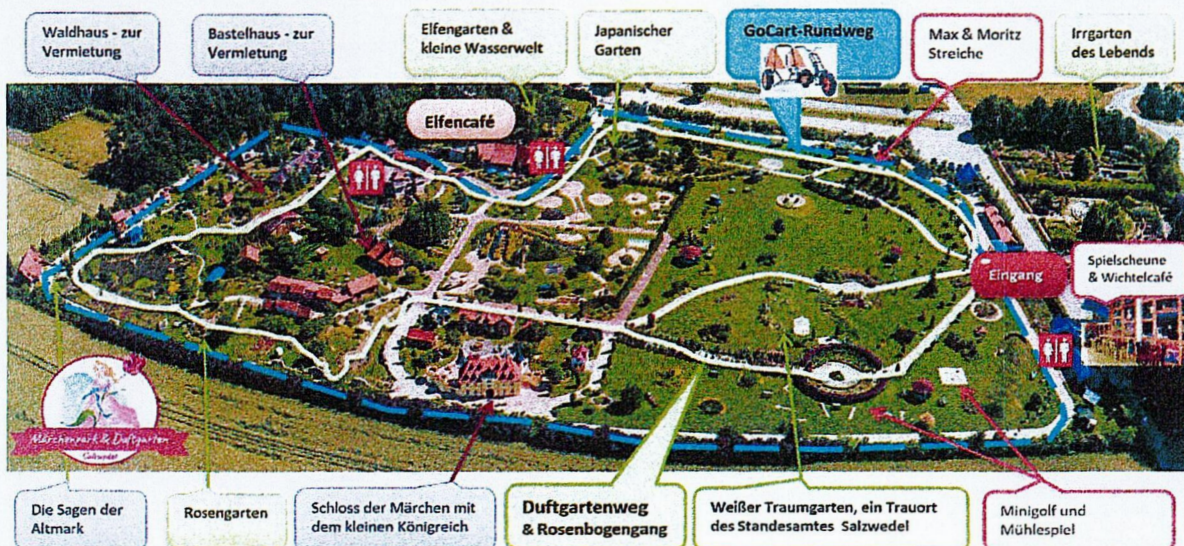 Waldhaus - zur
Vermietung
Bastelhaus - zur
Vermietung
Elfengarten &
kleine Wasserwelt
Japanischer
Garten
GoCart-Rundweg
Max & Moritz
Streiche
Irrgarten
des Lebends
Elfencafé
Eingang
Spielscheune
& Wichtelcafé
Märchenpark & Duftgarten
Salzwedel
Die Sagen der
Altmark
Rosengarten
Schloss der Märchen mit
dem kleinen Königreich
Duftgartenweg
& Rosenbogengang
Weißer Traumgarten, ein Trauort
des Standesamtes Salzwedel
Minigolf und
Mühlespiel